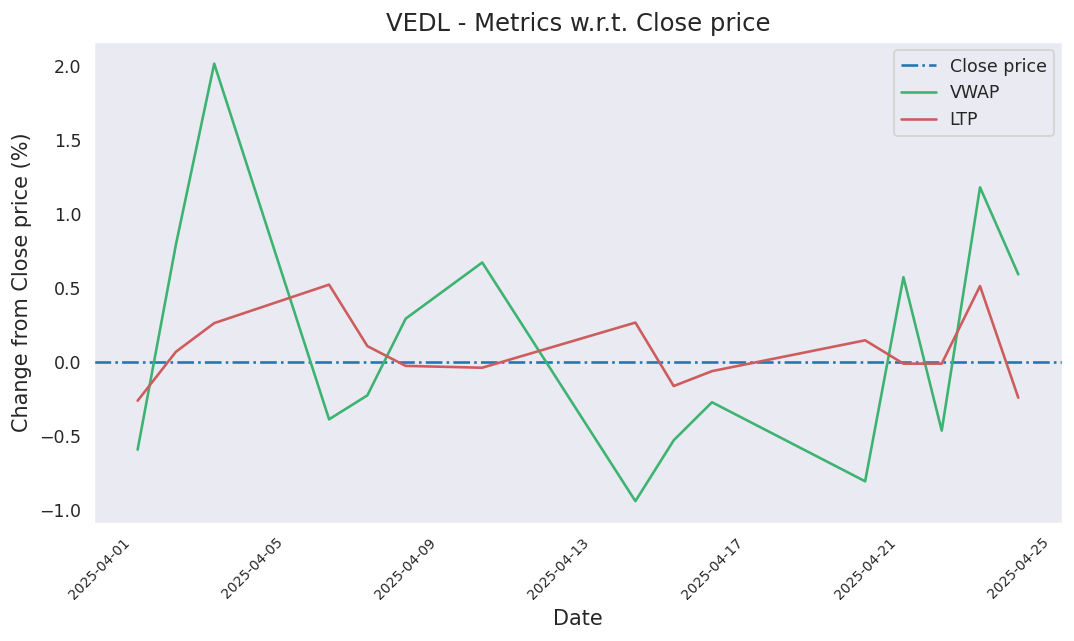 VEDL - Metrics w.r.t. Close price
Close price
VWAP
LTP
Change from Close price (%)
2.0
1.5
1.0
0.5
0.0
−0.5
−1.0
2025-04-01
2025-04-05
2025-04-09
2025-04-13
2025-04-17
2025-04-21
2025-04-25
Date